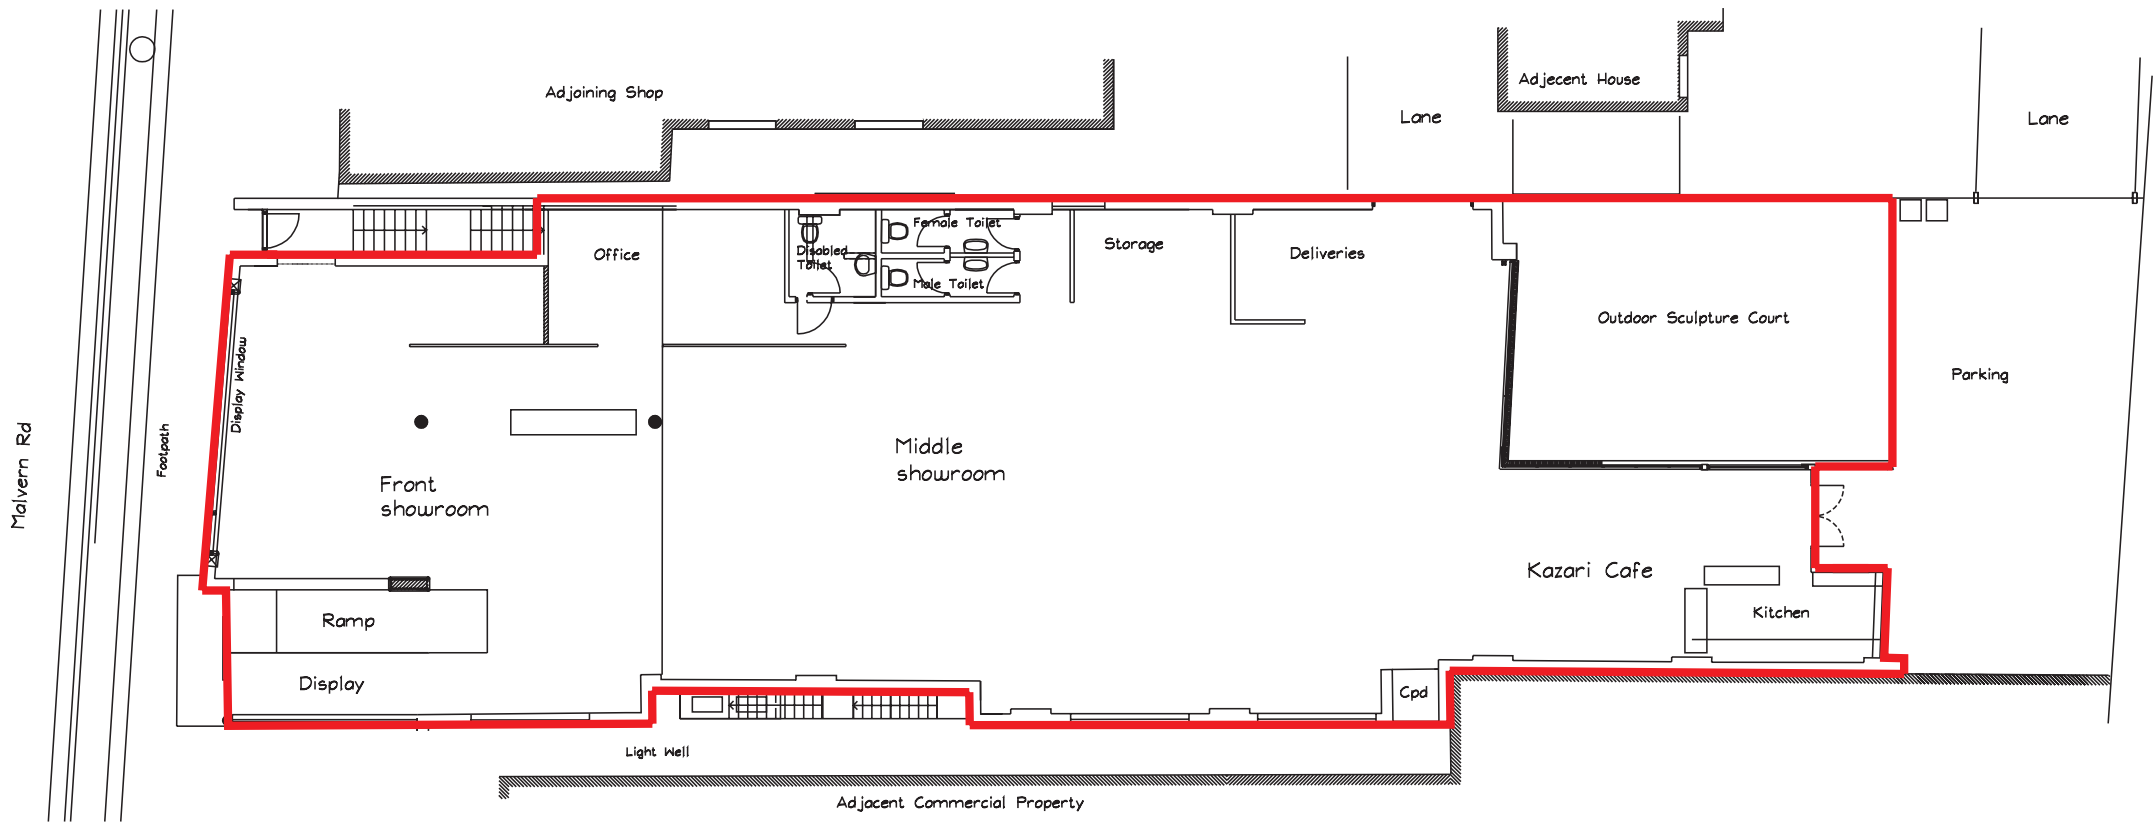 Adjoining Shop
Adjecent House
Lane
Lane
Office
Disabled
Toilet
Female Toilet
Male Toilet
Storage
Deliveries
Outdoor Sculpture Court
Parking
Display Window
Malvern Rd
Footpath
Front
showroom
Middle
showroom
Kazari Cafe
Kitchen
Ramp
Display
Cpd
Light Well
Adjacent Commercial Property